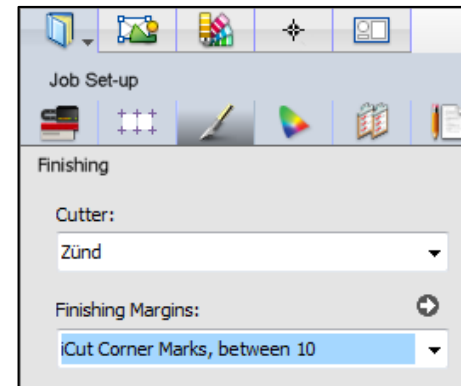 Job Set-up
Finishing
Cutter:
Zünd
Finishing Margins:
iCut Corner Marks, between 10